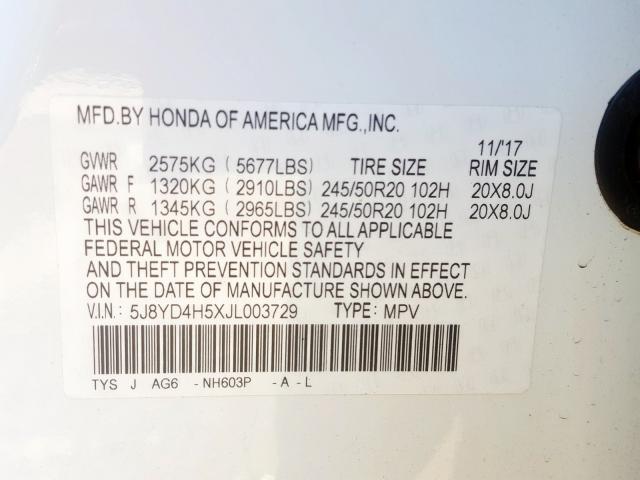 MFD.BY HONDA OF AMERICA MFG.,INC.
11/'17
GVWR 2575KG ( 5677LBS) TIRE SIZE RIM SIZE
GAWR F 1320KG ( 2910LBS) 245/50R20 102H 20X8.0J
GAWR R 1345KG ( 2965LBS) 245/50R20 102H 20X8.0J
THIS VEHICLE CONFORMS TO ALL APPLICABLE
FEDERAL MOTOR VEHICLE SAFETY
AND THEFT PREVENTION STANDARDS IN EFFECT
ON THE DATE OF MANUFACTURE SHOWN ABOVE.
V.I.N: 5J8YD4H5XJL003729 TYPE: MPV
TYS J AG6 - NH603P - A - L